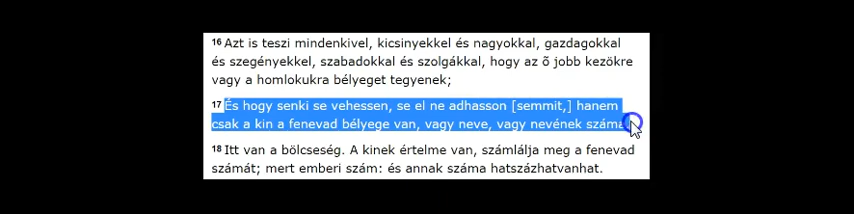 16 Azt is teszi mindenkivel, kicsinyekkel és nagyokkal, gazdagokkal
és szegényekkel, szabadokkal és szolgákkal, hogy az õ jobb kezökre
vagy a homlokukra bélyeget tegyenek;
17 És hogy senki se vehessen, se el ne adhasson [semmit,] hanem
csak a kin a fenevad bélyege van, vagy neve, vagy nevének száma.
18 Itt van a bölcseség. A kinek értelme van, számlálja meg a fenevad
számát; mert emberi szám: és annak száma hatszázhatvanhat.